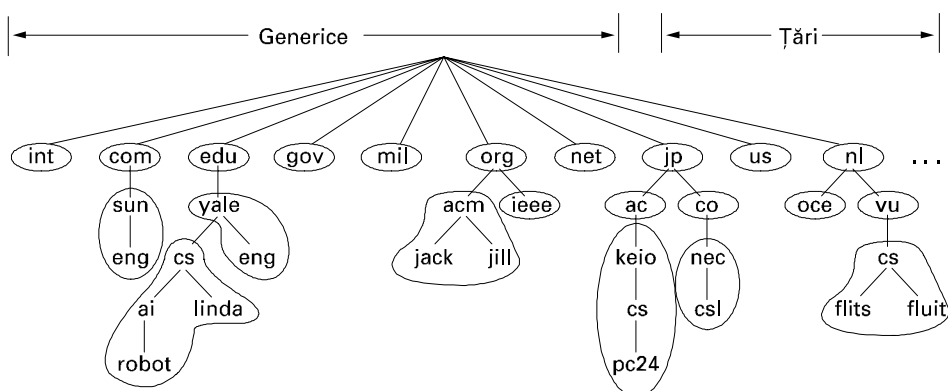 Generice Țări
int com edu gov mil org net jp us nl ...
sun yale acm ieee ac co oce vu
eng cs eng jack jill keio nec cs
ai linda cs csl flits fluit
robot pc24